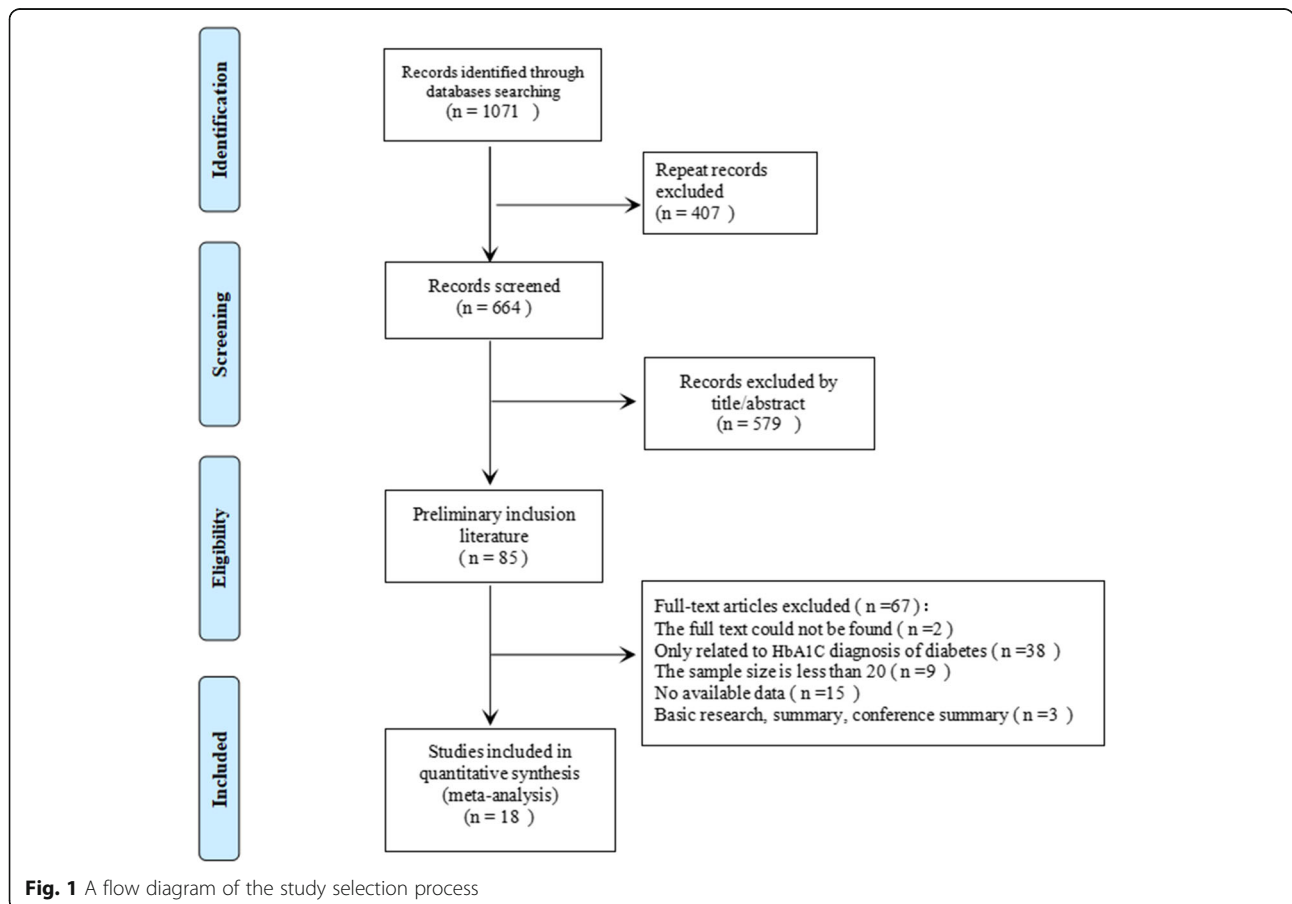 Identification
Records identified through
databases searching
(n = 1071 )
Repeat records
excluded
(n = 407 )
Screening
Records screened
(n = 664 )
Records excluded by
title/abstract
(n = 579 )
Eligibility
Preliminary inclusion
literature
( n = 85 )
Full-text articles excluded ( n =67 ) :
The full text could not be found ( n =2 )
Only related to HbA1C diagnosis of diabetes ( n =38 )
The sample size is less than 20 ( n =9 )
No available data ( n =15 )
Basic research, summary, conference summary ( n =3 )
Included
Studies included in
quantitative synthesis
(meta-analysis)
(n = 18 )
Fig. 1 A flow diagram of the study selection process